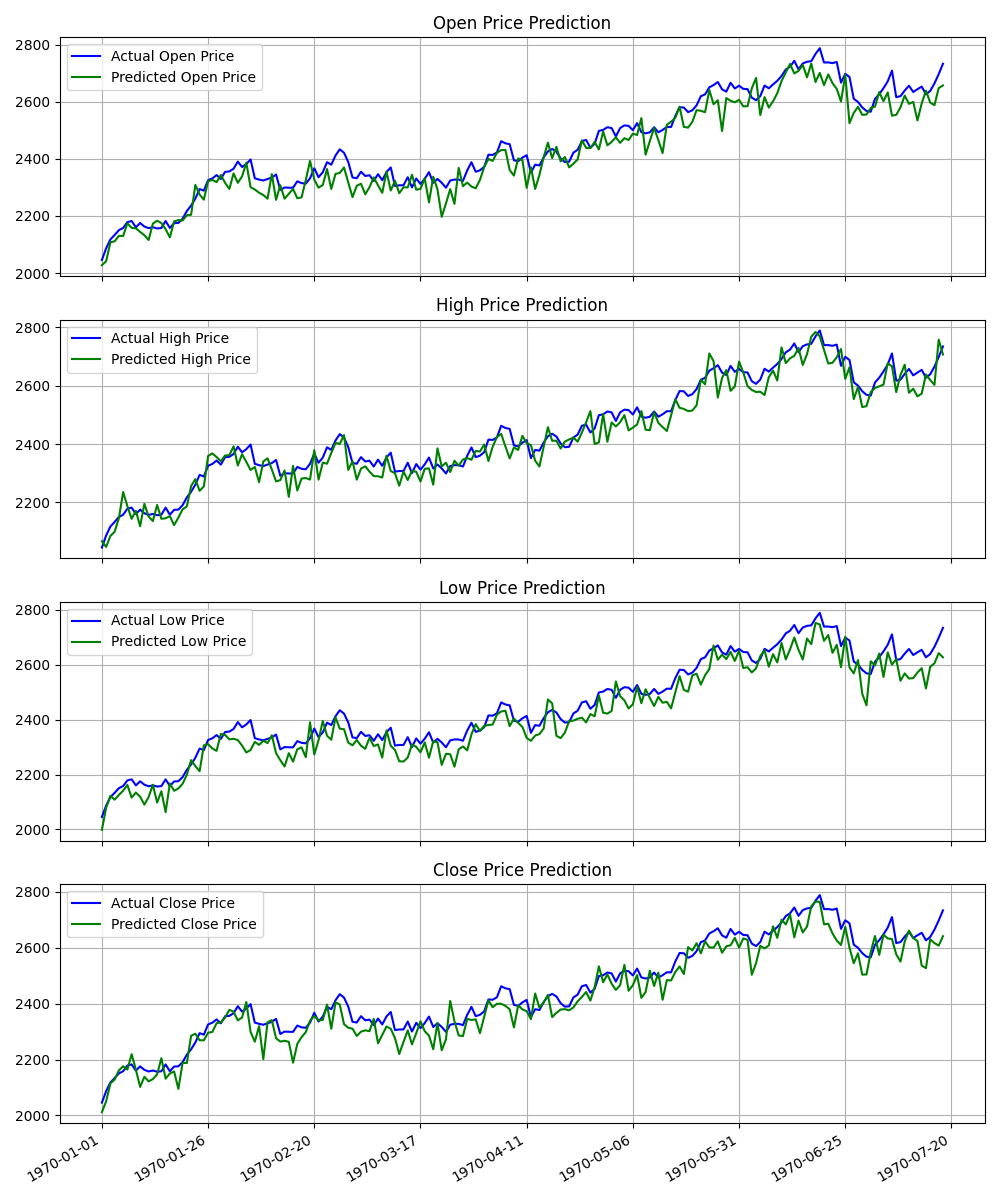 Open Price Prediction
2800
2600
2400
2200
2000
Actual Open Price
Predicted Open Price
High Price Prediction
2800
2600
2400
2200
Actual High Price
Predicted High Price
Low Price Prediction
2800
2600
2400
2200
2000
Actual Low Price
Predicted Low Price
Close Price Prediction
2800
2600
2400
2200
2000
Actual Close Price
Predicted Close Price
1970-01-01
1970-01-26
1970-02-20
1970-03-17
1970-04-11
1970-05-06
1970-05-31
1970-06-25
1970-07-20